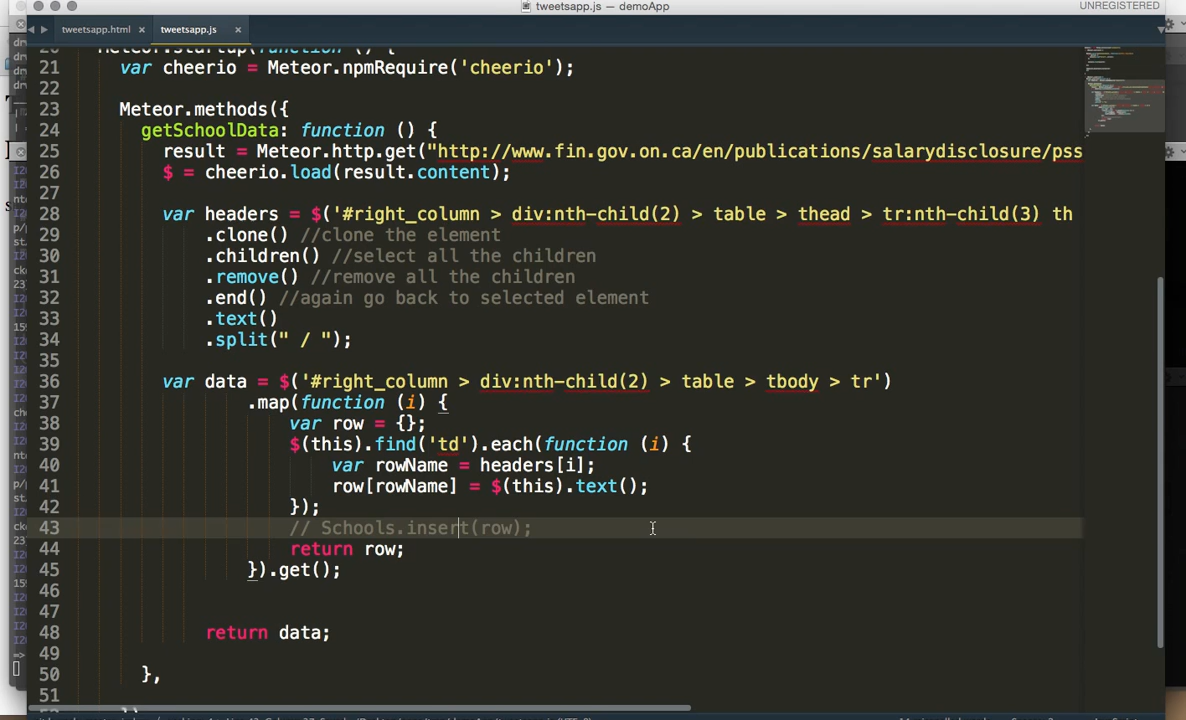 tweetsapp.js — demoApp
UNREGISTERED
tweetsapp.html ×
tweetsapp.js ×
20 Meteor.startup(function () {
21 var cheerio = Meteor.npmRequire('cheerio');
22
23 Meteor.methods({
24 getSchoolData: function () {
25 result = Meteor.http.get("http://www.fin.gov.on.ca/en/publications/salarydisclosure/pss
26 $ = cheerio.load(result.content);
27
28 var headers = $('#right_column > div:nth-child(2) > table > thead > tr:nth-child(3) th
29 .clone() //clone the element
30 .children() //select all the children
31 .remove() //remove all the children
32 .end() //again go back to selected element
33 .text()
34 .split(" / ");
35
36 var data = $('#right_column > div:nth-child(2) > table > tbody > tr')
37 .map(function (i) {
38 var row = {};
39 $(this).find('td').each(function (i) {
40 var rowName = headers[i];
41 row[rowName] = $(this).text();
42 });
43 // Schools.insert(row);
44 return row;
45 }).get();
46
47
48 return data;
49
50 },
51